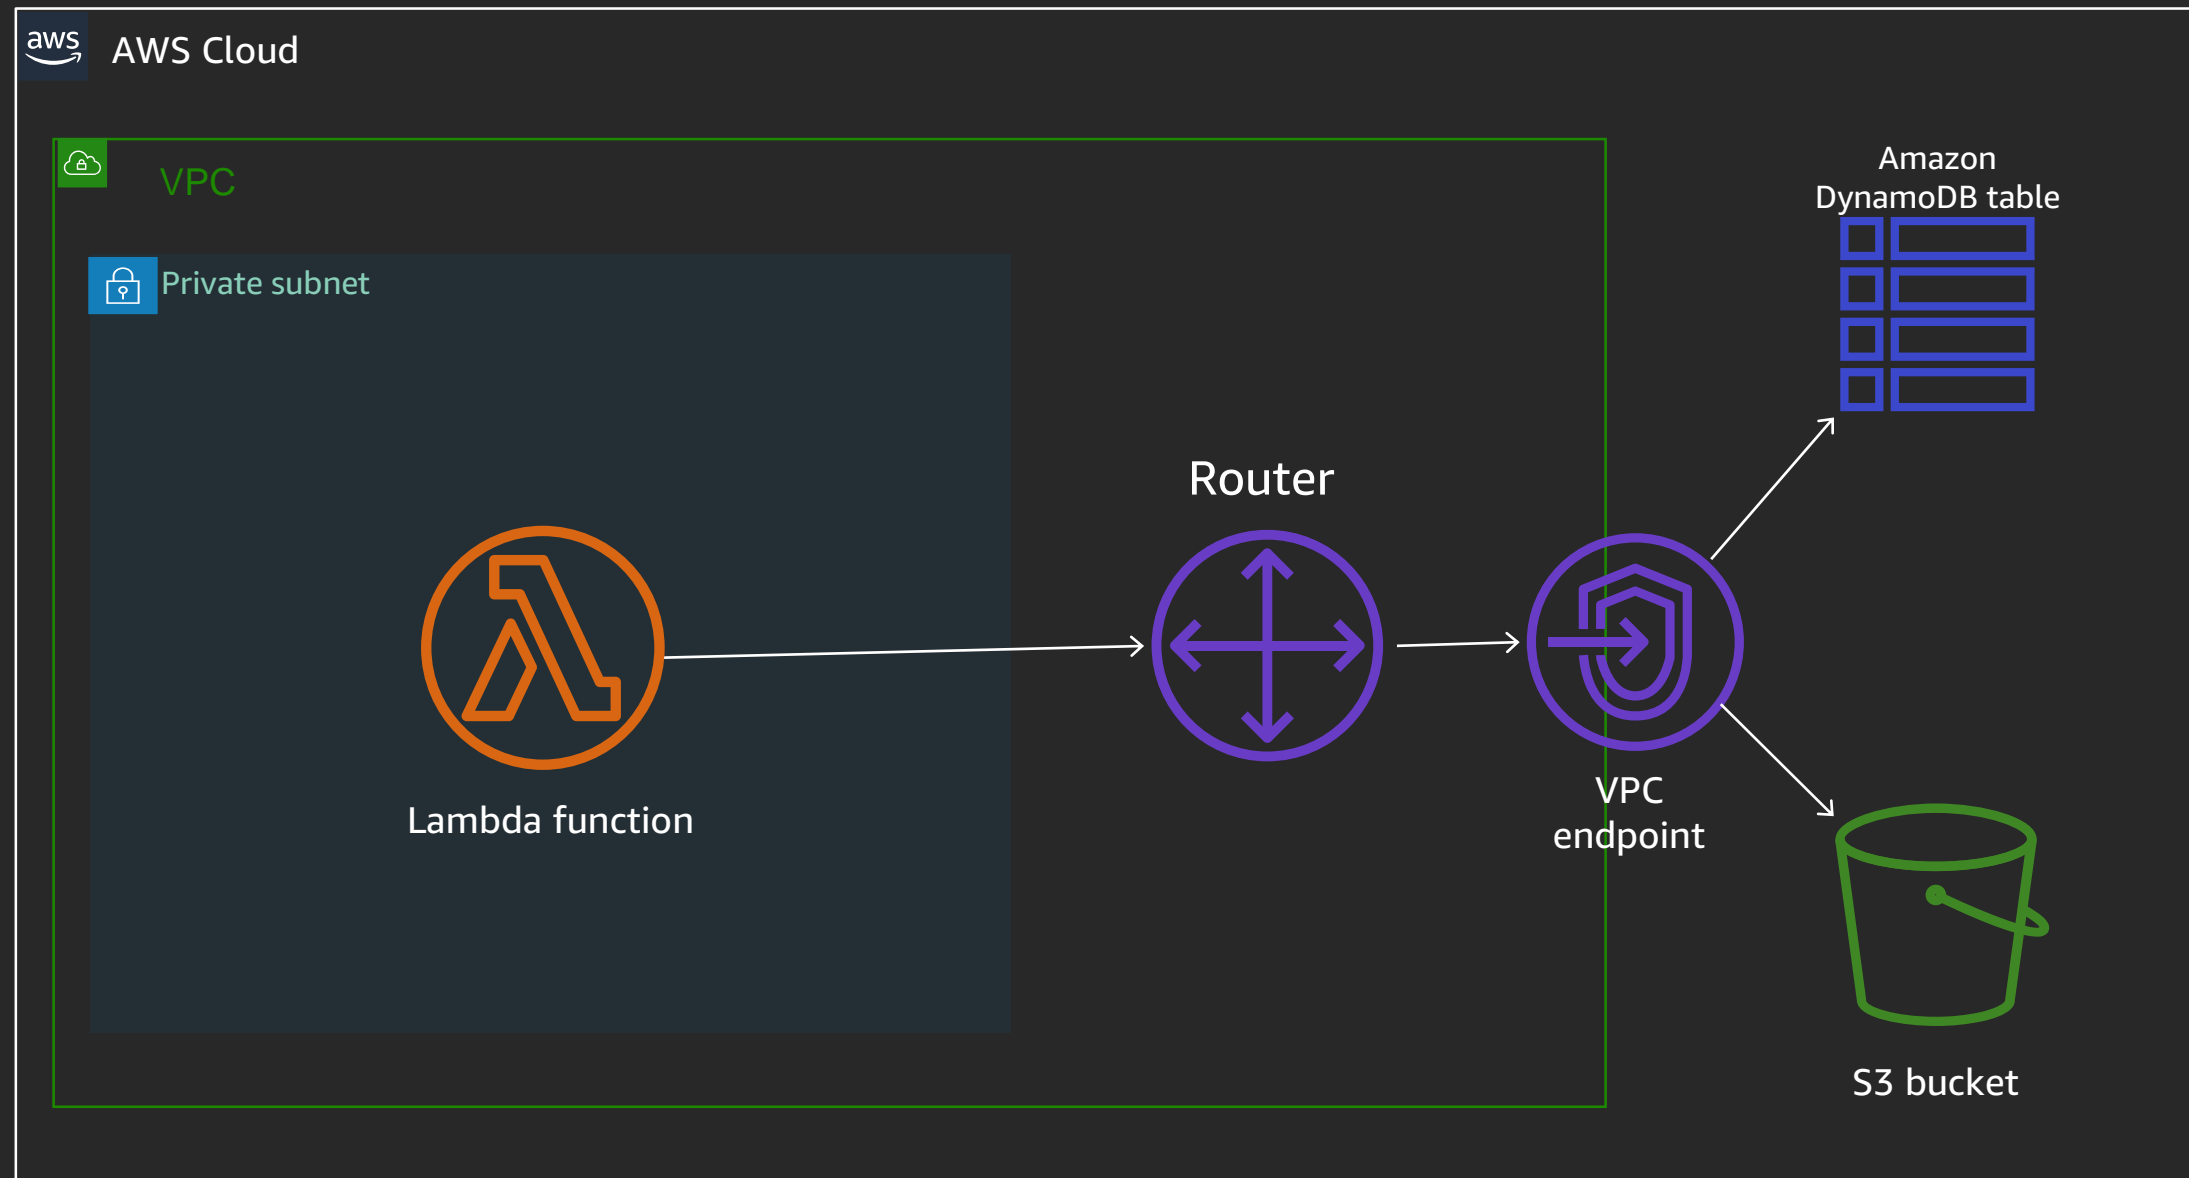 aws
AWS Cloud
VPC
Private subnet
Lambda function
Router
VPC
endpoint
Amazon
DynamoDB table
S3 bucket